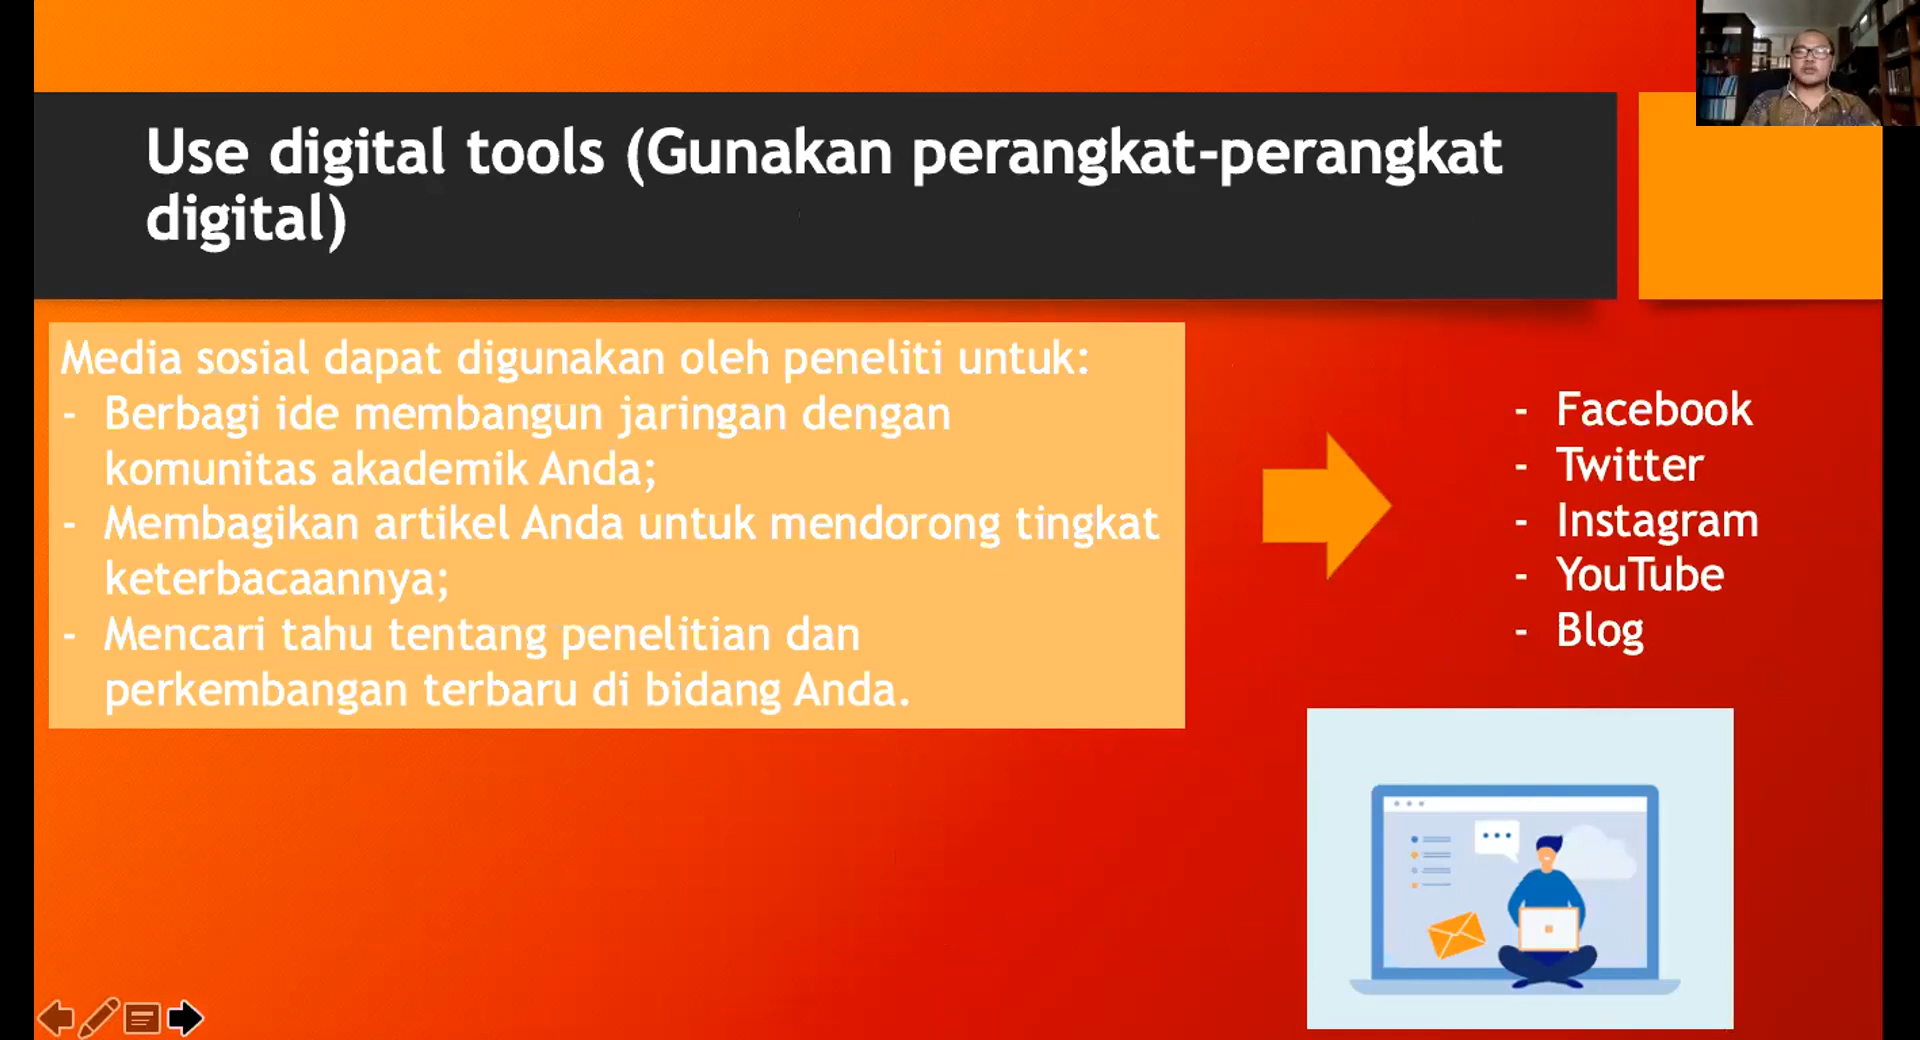 Use digital tools (Gunakan perangkat-perangkat
digital)
Media sosial dapat digunakan oleh peneliti untuk:
- Berbagi ide membangun jaringan dengan
komunitas akademik Anda;
- Membagikan artikel Anda untuk mendorong tingkat
keterbacaannya;
- Mencari tahu tentang penelitian dan
perkembangan terbaru di bidang Anda.
- Facebook
- Twitter
- Instagram
- YouTube
- Blog